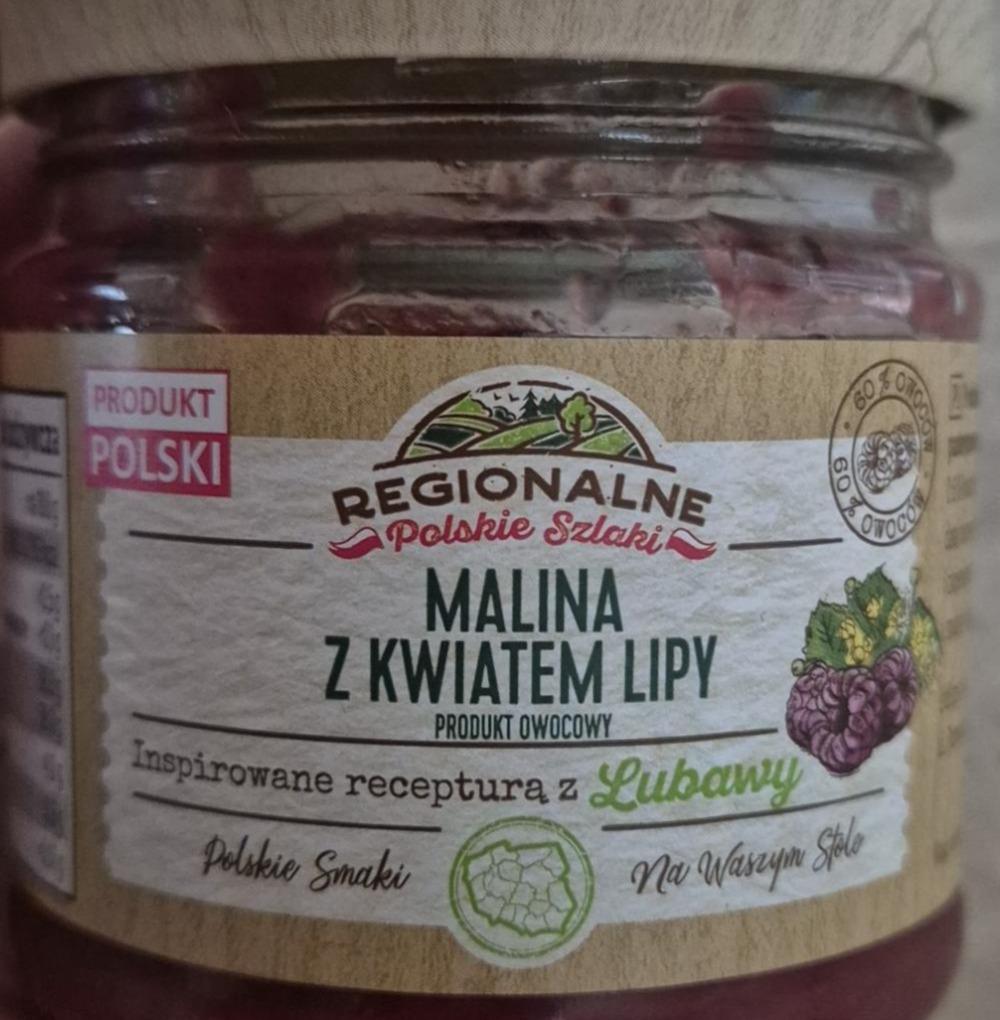 PRODUKT
POLSKI
60 % OWOCÓW
60 % OWOCÓW
REGIONALNE
Polskie Szlaki
MALINA
Z KWIATEM LIPY
PRODUKT OWOCOWY
Inspirowane recepturą z Lubawy
Polskie Smaki
Na Waszym Stole